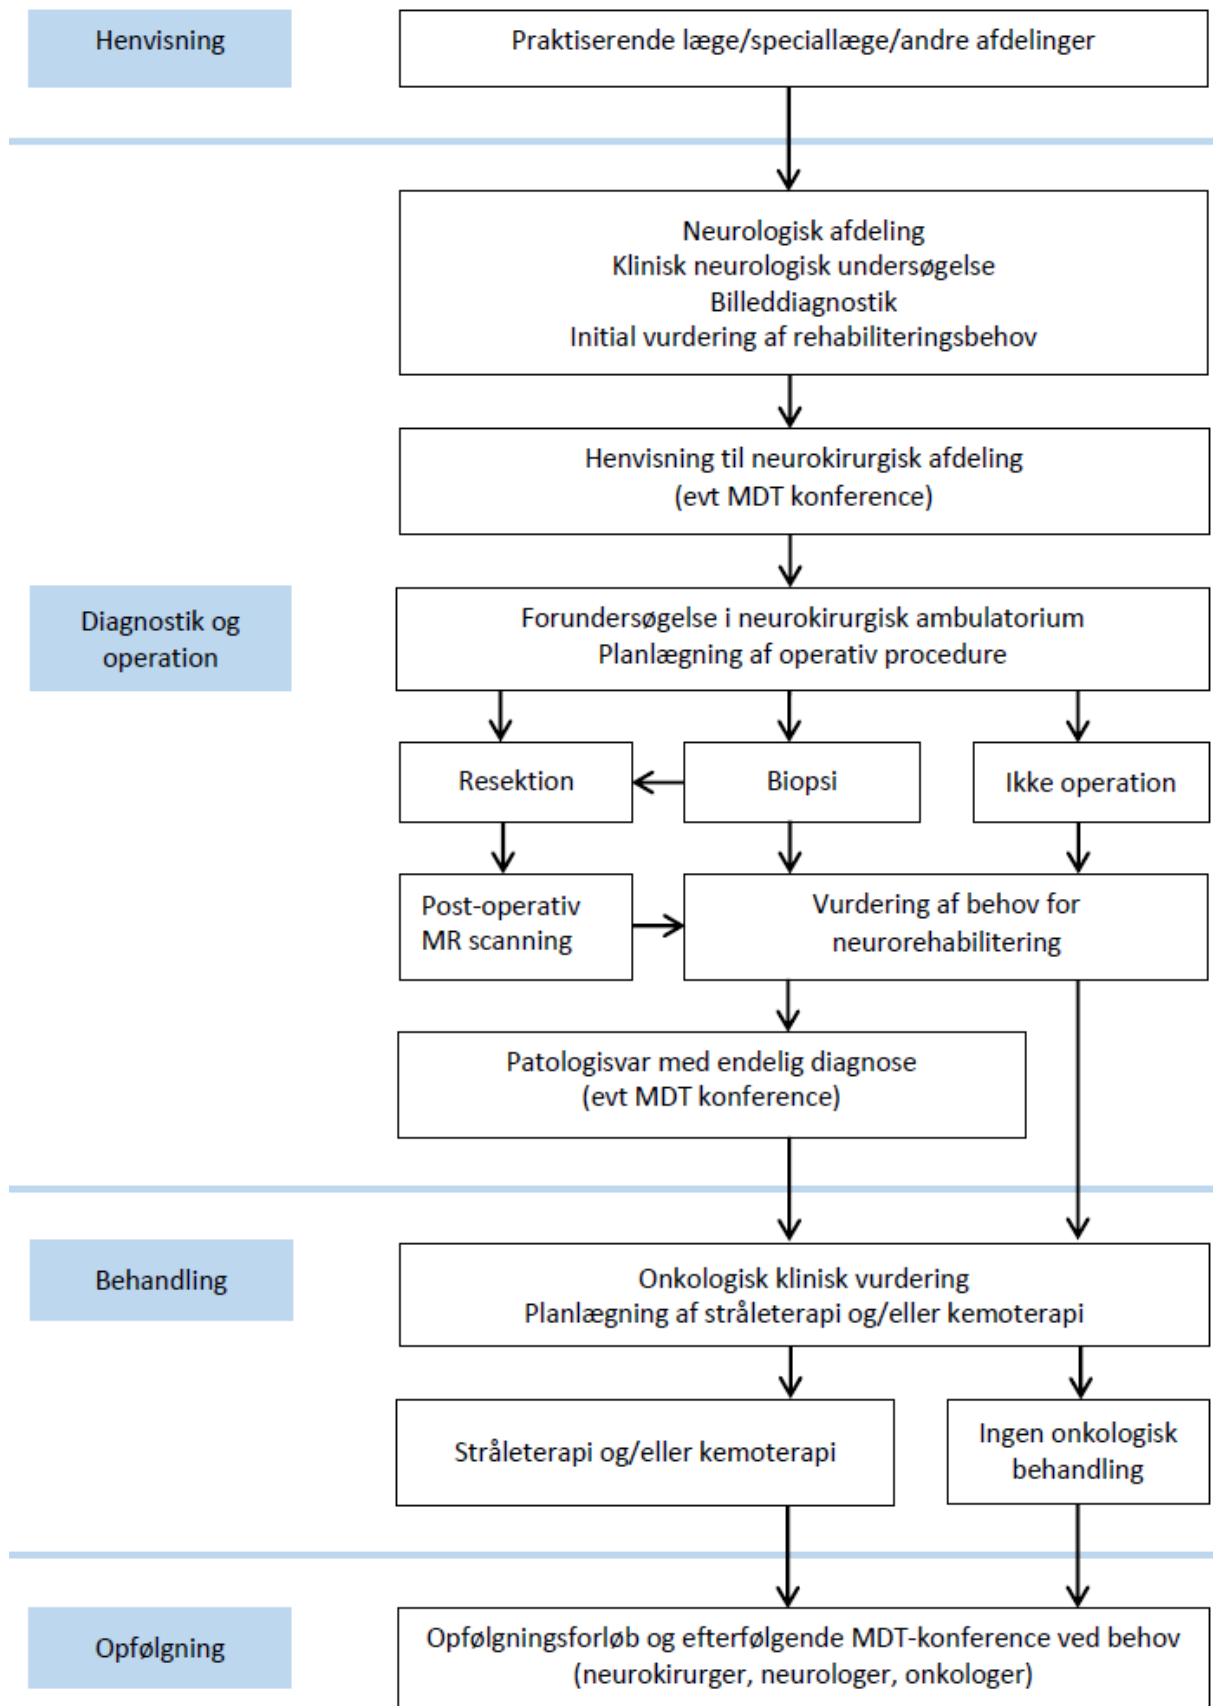 Henvisning
Praktiserende læge/speciallæge/andre afdelinger
Neurologisk afdeling
Klinisk neurologisk undersøgelse
Billeddiagnostik
Initial vurdering af rehabiliteringsbehov
Henvisning til neurokirurgisk afdeling
(evt MDT konference)
Diagnostik og
operation
Forundersøgelse i neurokirurgisk ambulatorium
Planlægning af operativ procedure
Resektion
Biopsi
Ikke operation
Post-operativ
MR scanning
Vurdering af behov for
neurorehabilitering
Patologisvar med endelig diagnose
(evt MDT konference)
Behandling
Onkologisk klinisk vurdering
Planlægning af stråleterapi og/eller kemoterapi
Stråleterapi og/eller kemoterapi
Ingen onkologisk
behandling
Opfølgning
Opfølgningsforløb og efterfølgende MDT-konference ved behov
(neurokirurger, neurologer, onkologer)